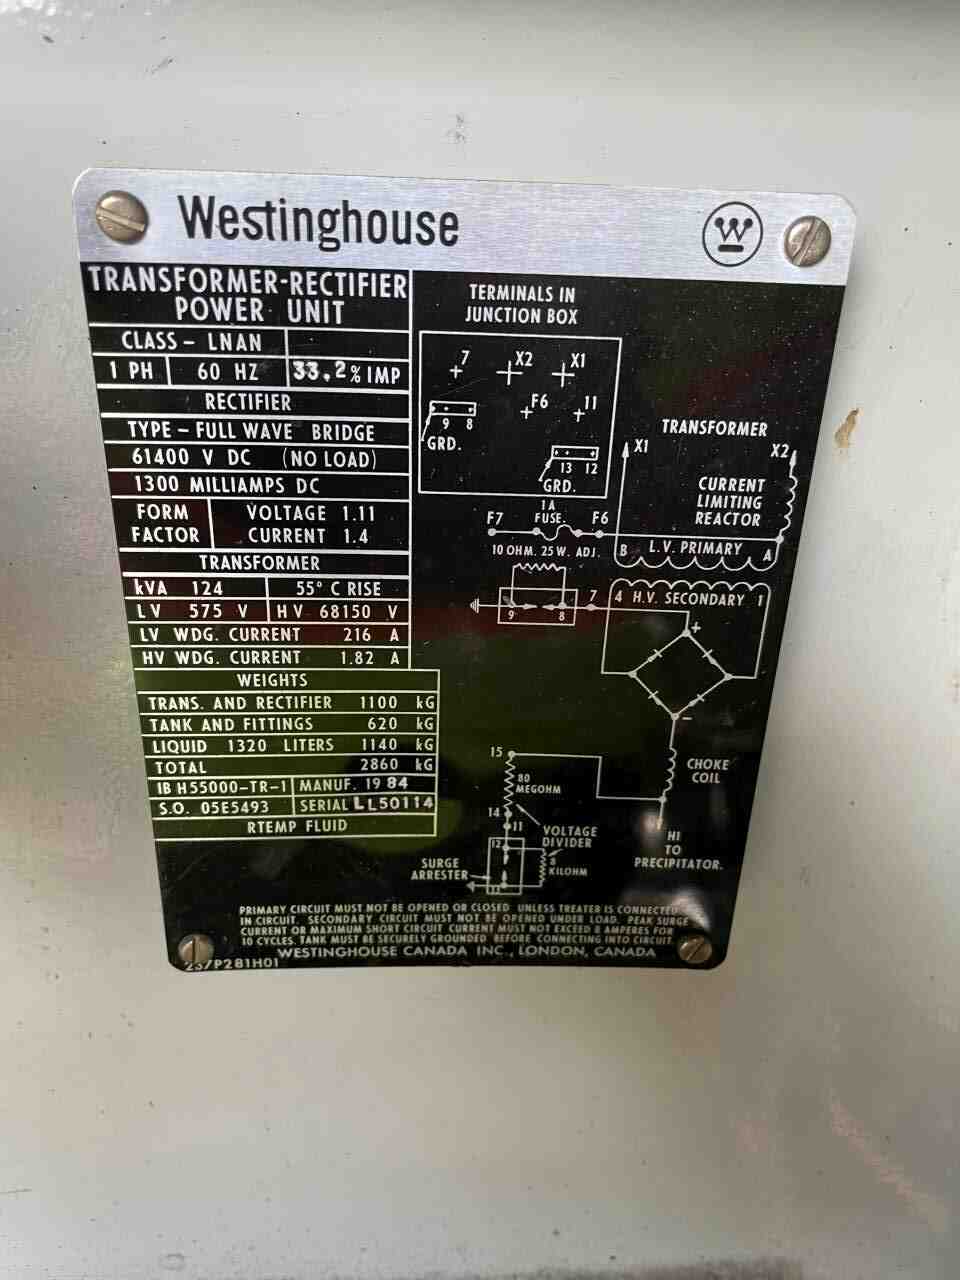 Westinghouse
W
TRANSFORMER-RECTIFIER
POWER UNIT
CLASS - LNAN
1 PH 60 HZ 33.2 % IMP
RECTIFIER
TYPE - FULL WAVE BRIDGE
61400 V DC (NO LOAD)
1300 MILLIAMPS DC
FORM FACTOR VOLTAGE 1.11
CURRENT 1.4
TRANSFORMER
kVA 124 55° C RISE
LV 575 V HV 68150 V
LV WDG. CURRENT 216 A
HV WDG. CURRENT 1.82 A
WEIGHTS
TRANS. AND RECTIFIER 1100 kG
TANK AND FITTINGS 620 kG
LIQUID 1320 LITERS 1140 kG
TOTAL 2860 kG
IB H55000-TR-1 MANUF. 1984
S.O. 05E5493 SERIAL LL50114
RTEMP FLUID
TERMINALS IN
JUNCTION BOX
7 X2 X1
F6 11
9 8
GRD.
13 12
GRD.
TRANSFORMER
X1 X2
CURRENT
LIMITING
REACTOR
1A
FUSE.
F7 F6
B L.V. PRIMARY A
10 OHM. 25 W. ADJ.
9 8 7
4 H.V. SECONDARY 1
+
-
CHOKE
COIL
15
80
MEGOHM
14
11
12
VOLTAGE
DIVIDER
8
KILOHM
SURGE
ARRESTER
13
HI
TO
PRECIPITATOR.
PRIMARY CIRCUIT MUST NOT BE OPENED OR CLOSED UNLESS TREATER IS CONNECTED
IN CIRCUIT. SECONDARY CIRCUIT MUST NOT BE OPENED UNDER LOAD. PEAK SURGE
CURRENT OR MAXIMUM SHORT CIRCUIT CURRENT MUST NOT EXCEED 8 AMPERES FOR
10 CYCLES. TANK MUST BE SECURELY GROUNDED BEFORE CONNECTING INTO CIRCUIT.
WESTINGHOUSE CANADA INC., LONDON, CANADA
237P281H01